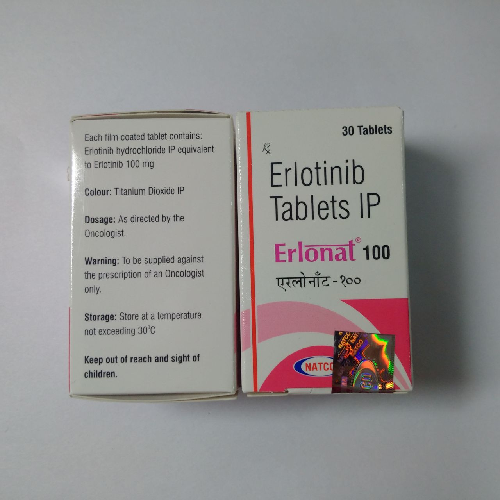 Each film coated tablet contains:
Erlotinib hydrochloride IP equivalent
to Erlotinib 100 mg
Colour: Titanium Dioxide IP
Dosage: As directed by the
Oncologist.
Warning: To be supplied against
the prescription of an Oncologist
only.
Storage: Store at a temperature
not exceeding 30°C
Keep out of reach and sight of
children.
30 Tablets
Rx
Erlotinib
Tablets IP
Erlonat® 100
एरलोनॉट - १००
NATCO